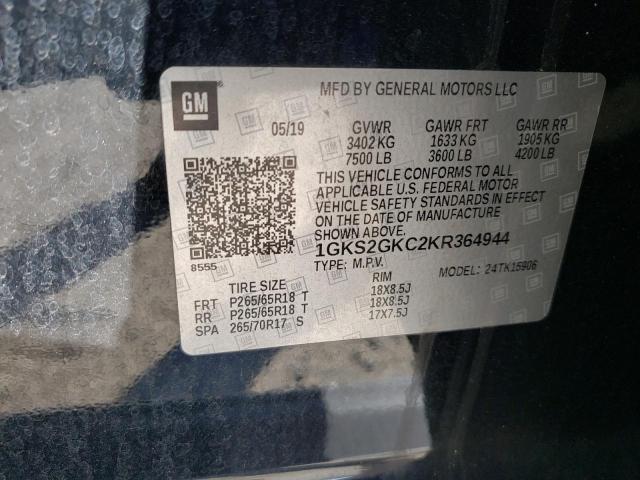 GM
MFD BY GENERAL MOTORS LLC
05/19 GVWR GAWR FRT GAWR RR
3402 KG 1633 KG 1905 KG
7500 LB 3600 LB 4200 LB
THIS VEHICLE CONFORMS TO ALL
APPLICABLE U.S. FEDERAL MOTOR
VEHICLE SAFETY STANDARDS IN EFFECT
ON THE DATE OF MANUFACTURE
SHOWN ABOVE.
1GKS2GKC2KR364944
8555
TYPE: M.P.V. MODEL: 24TK15906
TIRE SIZE RIM
FRT P265/65R18 T 18X8.5J
RR P265/65R18 T 18X8.5J
SPA 265/70R17 S 17X7.5J